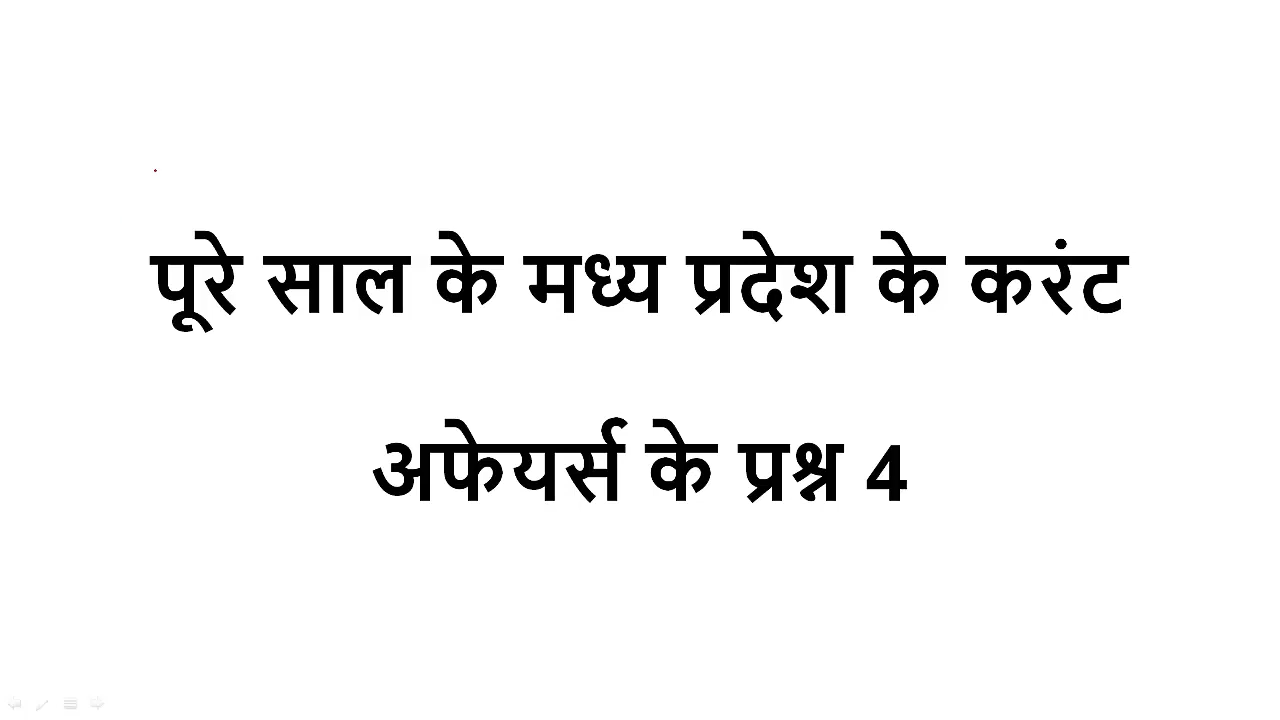 पूरे साल के मध्य प्रदेश के करंट
अफेयर्स के प्रश्न 4